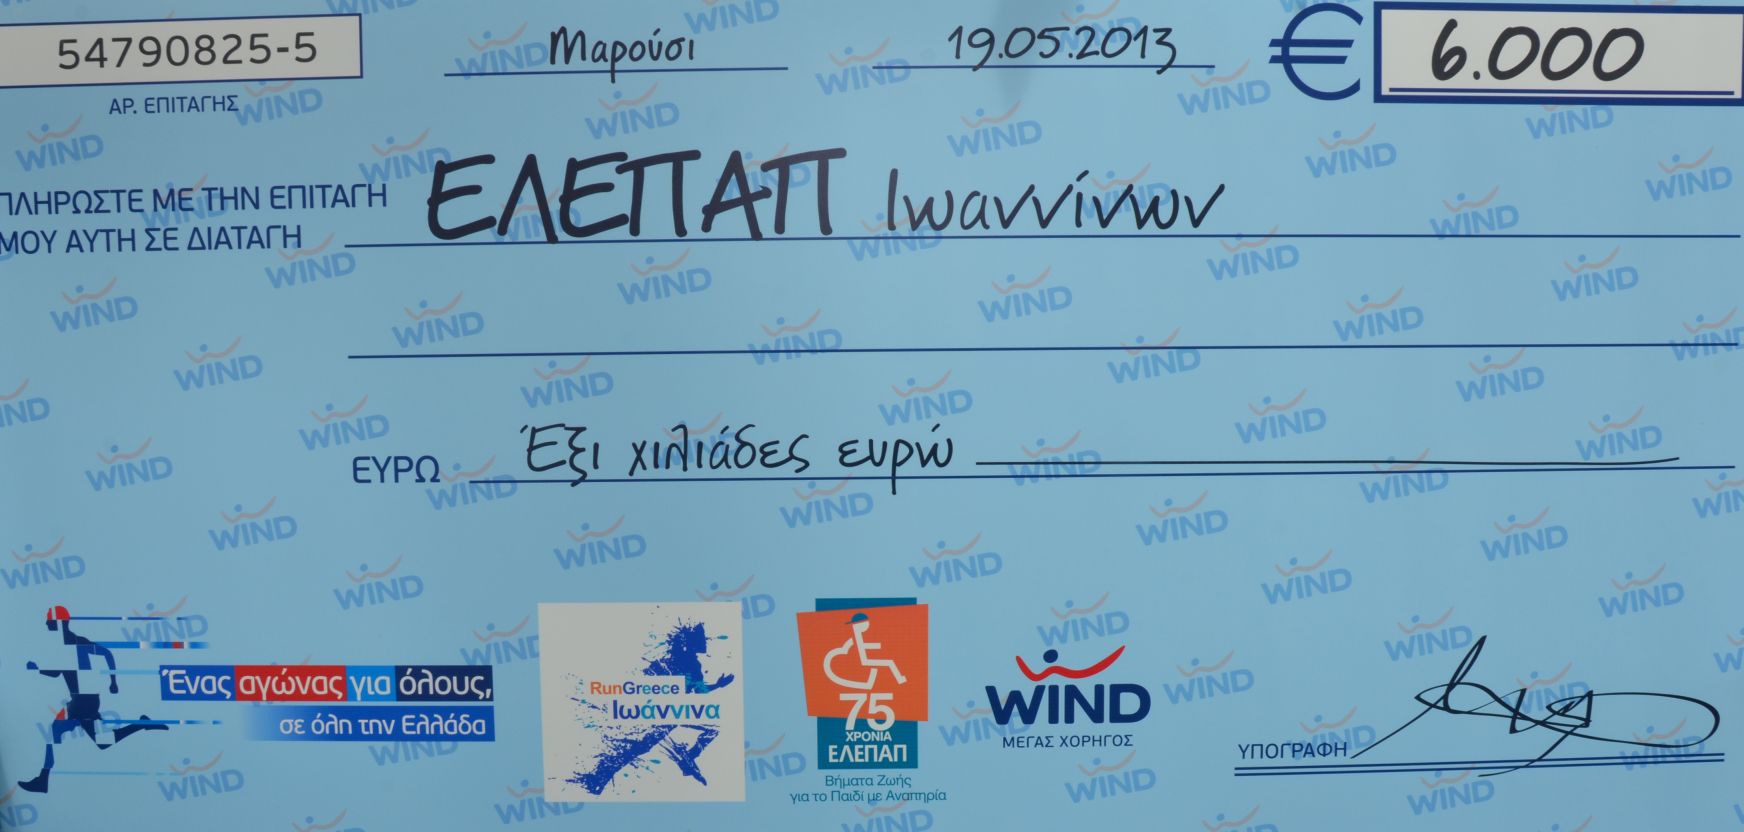 54790825-5
ΑΡ. ΕΠΙΤΑΓΗΣ
Μαρούσι
19.05.2013
€ 6.000
ΠΛΗΡΩΣΤΕ ΜΕ ΤΗΝ ΕΠΙΤΑΓΗ
ΜΟΥ ΑΥΤΗ ΣΕ ΔΙΑΤΑΓΗ
ΕΛΕΠΑΠ Ιωαννίνων
ΕΥΡΩ Έξι χιλιάδες ευρώ
Ένας αγώνας για όλους,
σε όλη την Ελλάδα
RunGreece
Ιωάννινα
75
ΧΡΟΝΙΑ
ΕΛΕΠΑΠ
Βήματα Ζωής
για το Παιδί με Αναπηρία
WIND
ΜΕΓΑΣ ΧΟΡΗΓΟΣ
ΥΠΟΓΡΑΦΗ